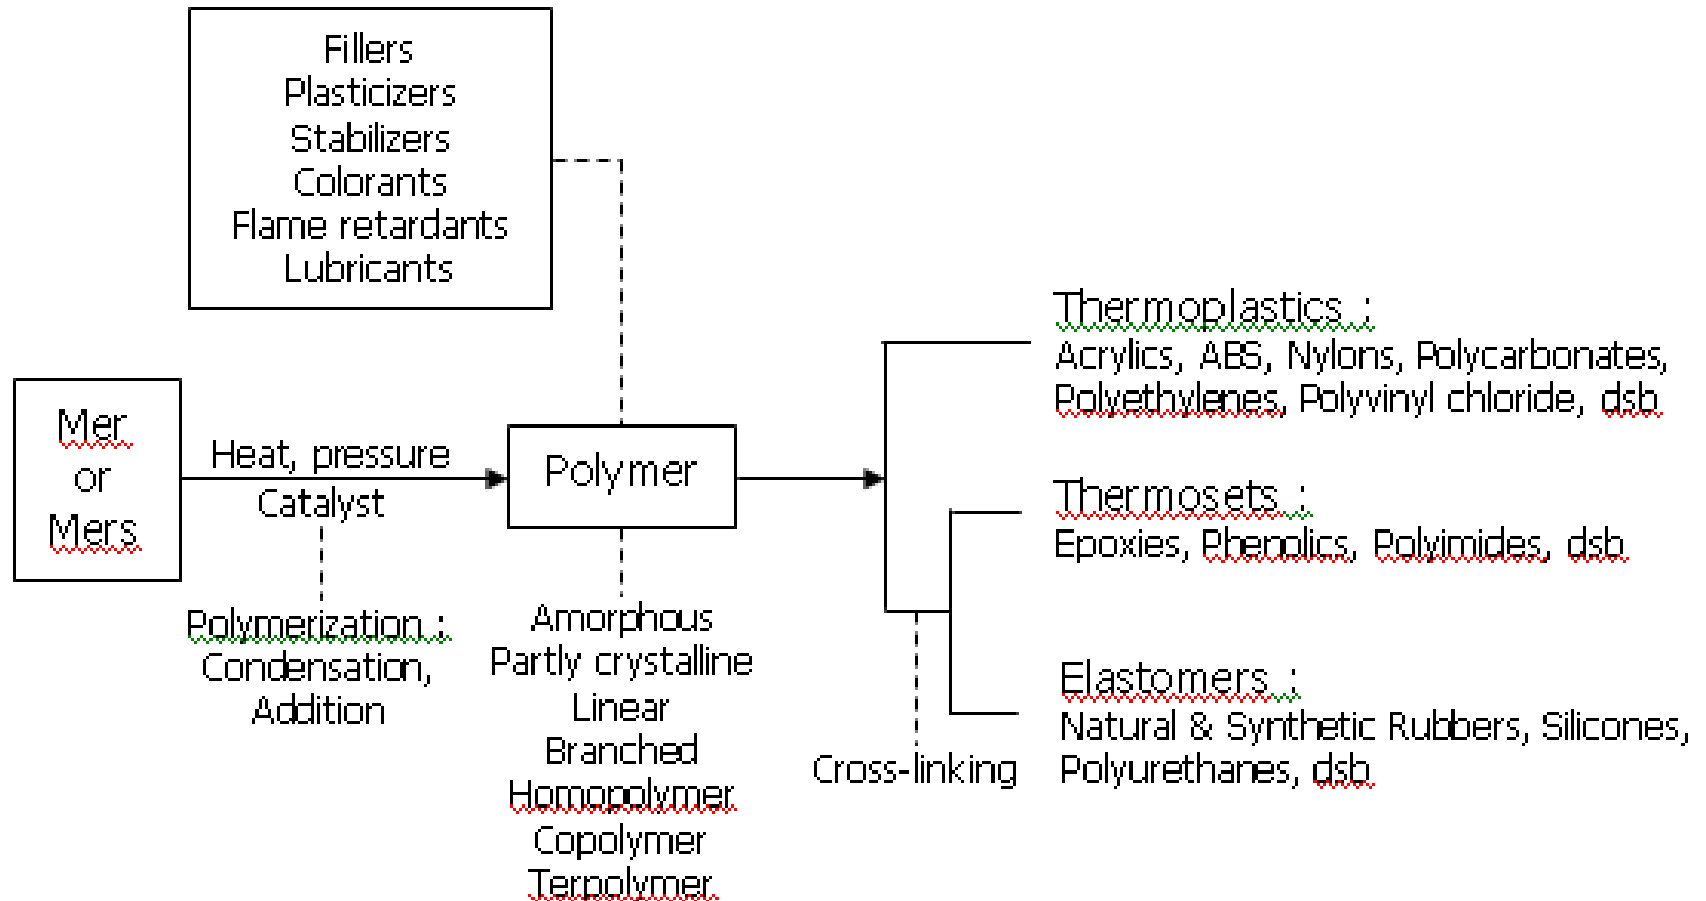 Fillers
Plasticizers
Stabilizers
Colorants
Flame retardants
Lubricants
Mer
or
Mers
Heat, pressure
Catalyst
Polymerization :
Condensation,
Addition
Polymer
Amorphous
Partly crystalline
Linear
Branched
Homopolymer
Copolymer
Terpolymer
Thermoplastics :
Acrylics, ABS, Nylons, Polycarbonates,
Polyethylenes, Polyvinyl chloride, dsb
Thermosets :
Epoxies, Phenolics, Polyimides, dsb
Cross-linking
Elastomers :
Natural & Synthetic Rubbers, Silicones,
Polyurethanes, dsb